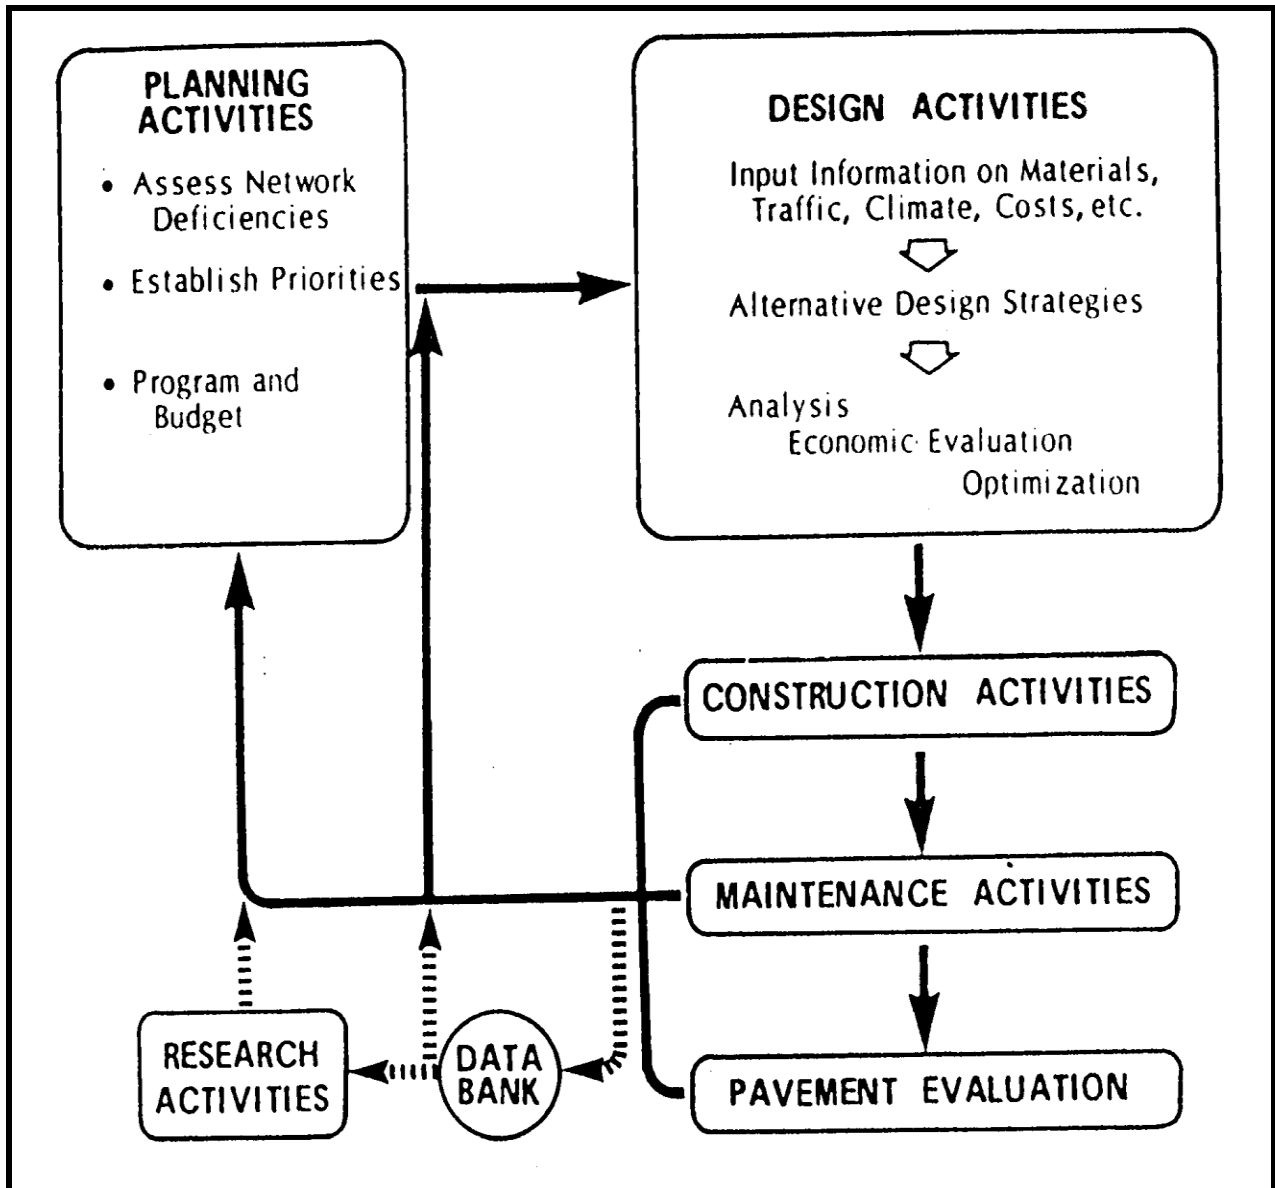 PLANNING
ACTIVITIES
• Assess Network
Deficiencies
• Establish Priorities
• Program and
Budget
DESIGN ACTIVITIES
Input Information on Materials,
Traffic, Climate, Costs, etc.
Alternative Design Strategies
Analysis
Economic Evaluation
Optimization
CONSTRUCTION ACTIVITIES
MAINTENANCE ACTIVITIES
PAVEMENT EVALUATION
DATA
BANK
RESEARCH
ACTIVITIES